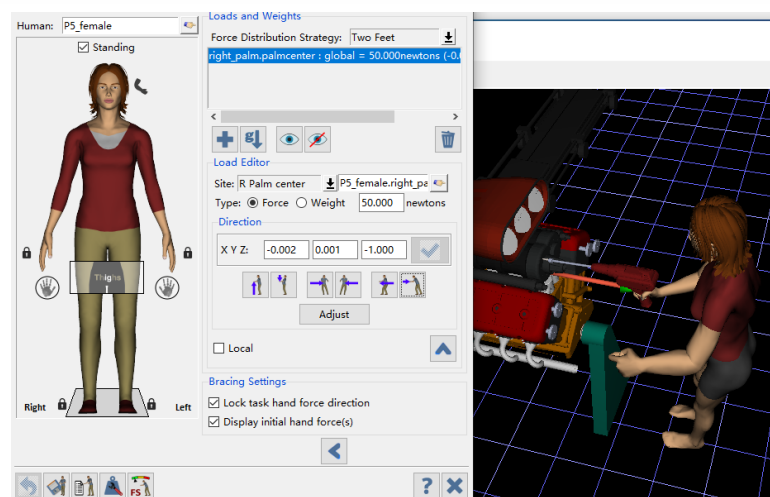 Human: P5_female
Standing
Thighs
Right
Left
FS
Loads and Weights
Force Distribution Strategy: Two Feet
right_palm.palmcenter : global = 50.000newtons (-0.0
Load Editor
Site: R Palm center P5_female.right_pa
Type: Force Weight 50.000 newtons
Direction
X Y Z: -0.002 0.001 -1.000
Adjust
Local
Bracing Settings
Lock task hand force direction
Display initial hand force(s)
?